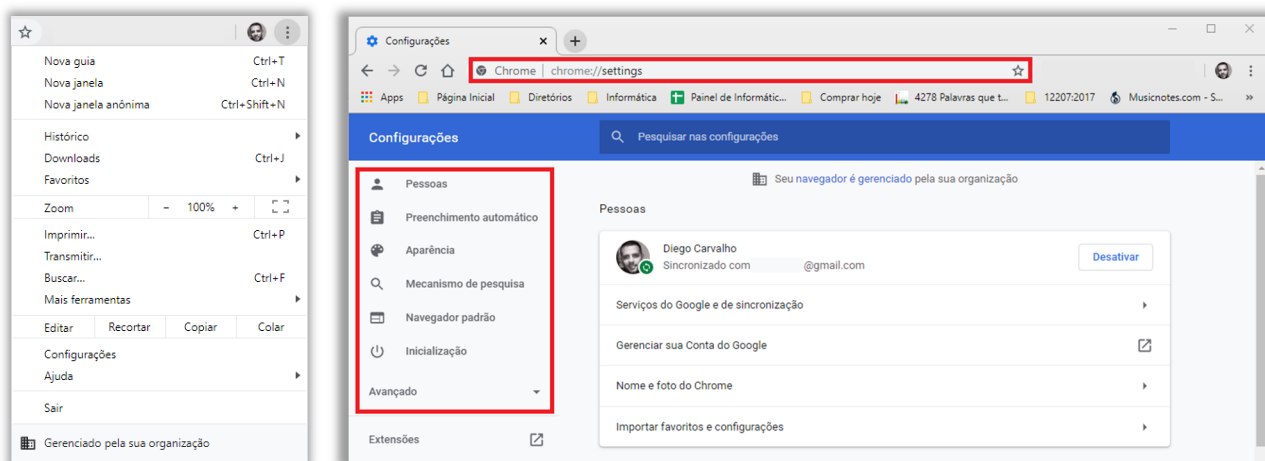 Nova guia Ctrl+T
Nova janela Ctrl+N
Nova janela anônima Ctrl+Shift+N
Histórico
Downloads Ctrl+J
Favoritos
Zoom - 100% +
Imprimir... Ctrl+P
Transmitir...
Buscar... Ctrl+F
Mais ferramentas
Editar Recortar Copiar Colar
Configurações
Ajuda
Sair
Gerenciado pela sua organização
Configurações
Chrome | chrome://settings
Apps Página Inicial Diretórios Informática Painel de Informátic... Comprar hoje 4278 Palavras que t... 12207:2017 Musicnotes.com - S... »
Configurações Pesquisar nas configurações
Pessoas
Preenchimento automático
Aparência
Mecanismo de pesquisa
Navegador padrão
Inicialização
Avançado
Extensões
Seu navegador é gerenciado pela sua organização
Pessoas
Diego Carvalho
Sincronizado com @gmail.com
Desativar
Serviços do Google e de sincronização
Gerenciar sua Conta do Google
Nome e foto do Chrome
Importar favoritos e configurações